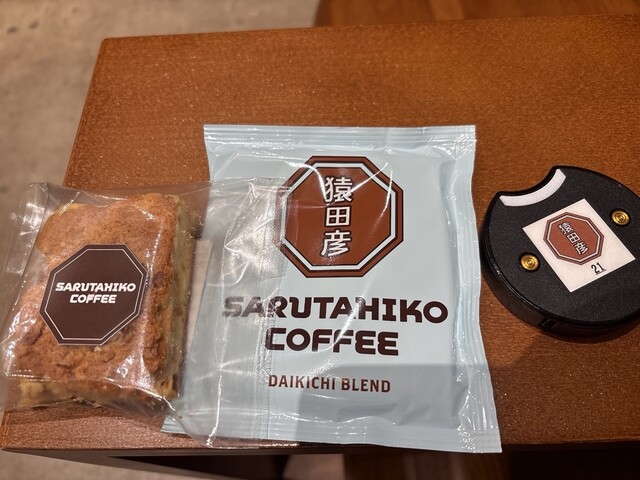 SARUTAHIKO
COFFEE
猿田彦
SARUTAHIKO
COFFEE
DAIKICHI BLEND
猿田彦
21